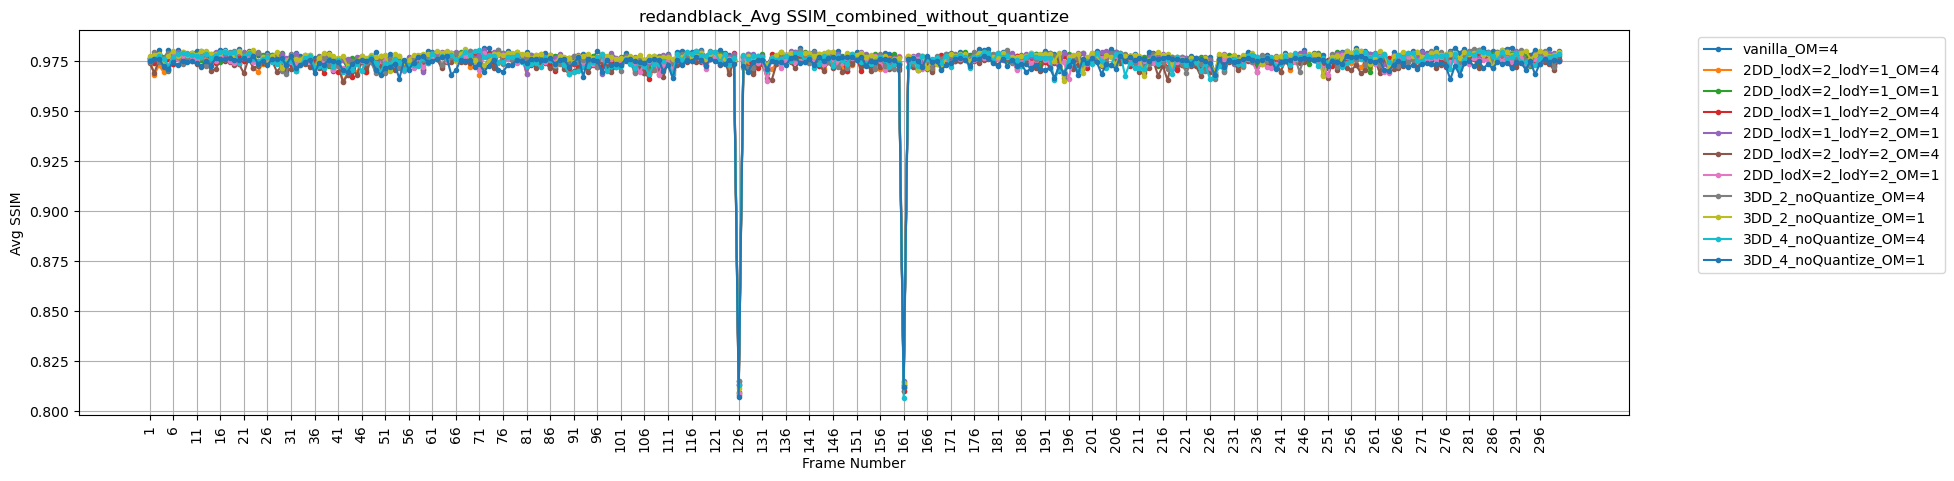 redandblack_Avg SSIM_combined_without_quantize
Avg SSIM
0.975
0.950
0.925
0.900
0.875
0.850
0.825
0.800
1 6 11 16 21 26 31 36 41 46 51 56 61 66 71 76 81 86 91 96 101 106 111 116 121 126 131 136 141 146 151 156 161 166 171 176 181 186 191 196 201 206 211 216 221 226 231 236 241 246 251 256 261 266 271 276 281 286 291 296
Frame Number
vanilla_OM=4
2DD_lodX=2_lodY=1_OM=4
2DD_lodX=2_lodY=1_OM=1
2DD_lodX=1_lodY=2_OM=4
2DD_lodX=1_lodY=2_OM=1
2DD_lodX=2_lodY=2_OM=4
2DD_lodX=2_lodY=2_OM=1
3DD_2_noQuantize_OM=4
3DD_2_noQuantize_OM=1
3DD_4_noQuantize_OM=4
3DD_4_noQuantize_OM=1